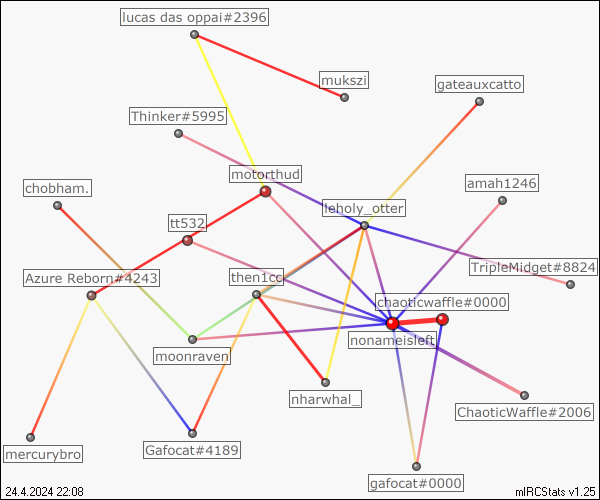 lucas das oppai#2396
mukszi
gateauxcatto
Thinker#5995
motorthud
amah1246
chobham.
leholy_otter
tt532
TripleMidget#8824
Azure Reborn#4243
then1cc
chaoticwaffle#0000
nonameisleft
moonraven
nharwhal_
ChaoticWaffle#2006
mercurybro
Gafocat#4189
gafocat#0000
24.4.2024 22:08
mIRCStats v1.25